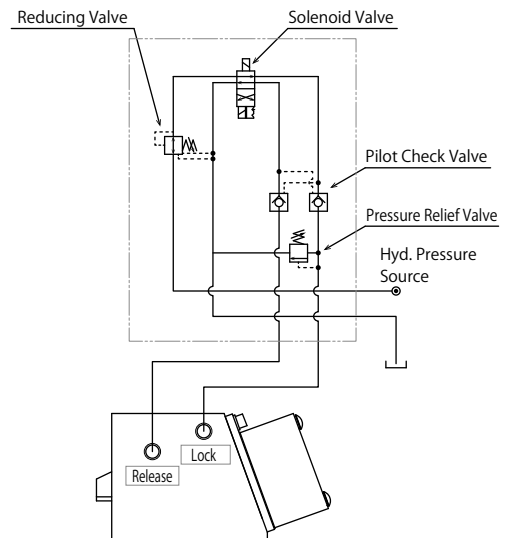 Reducing Valve
Solenoid Valve
Pilot Check Valve
Pressure Relief Valve
Hyd. Pressure
Source
Lock
Release